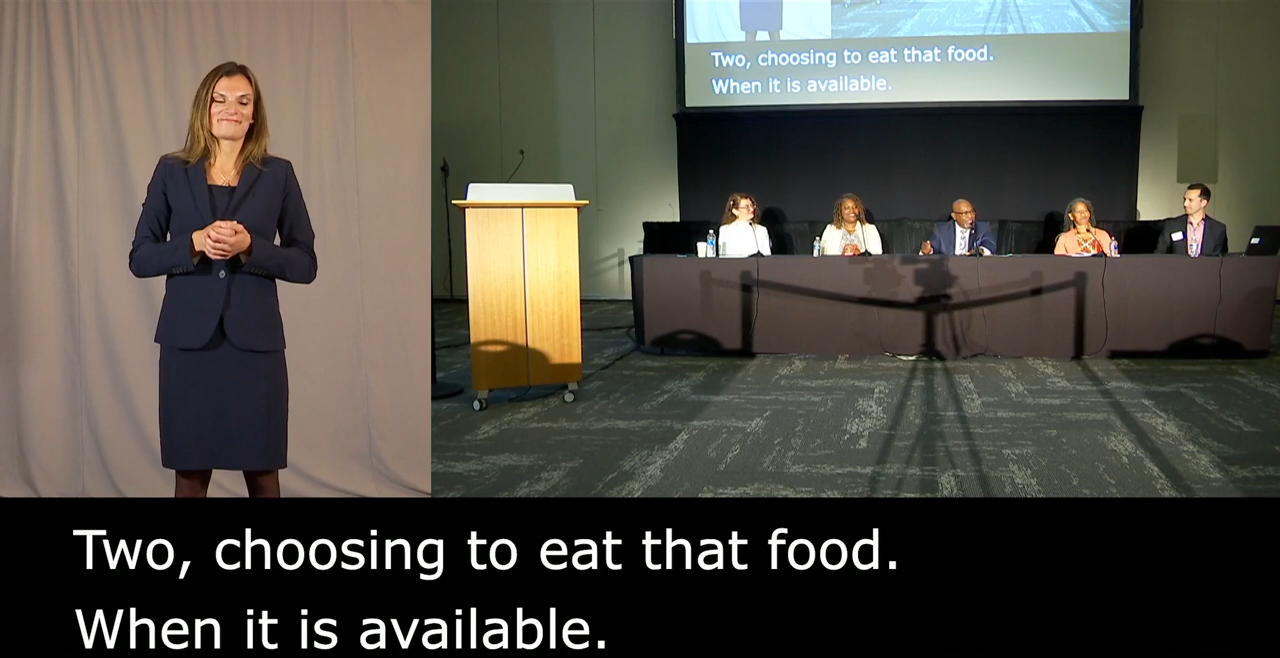 Two, choosing to eat that food.
When it is available.
Two, choosing to eat that food.
When it is available.